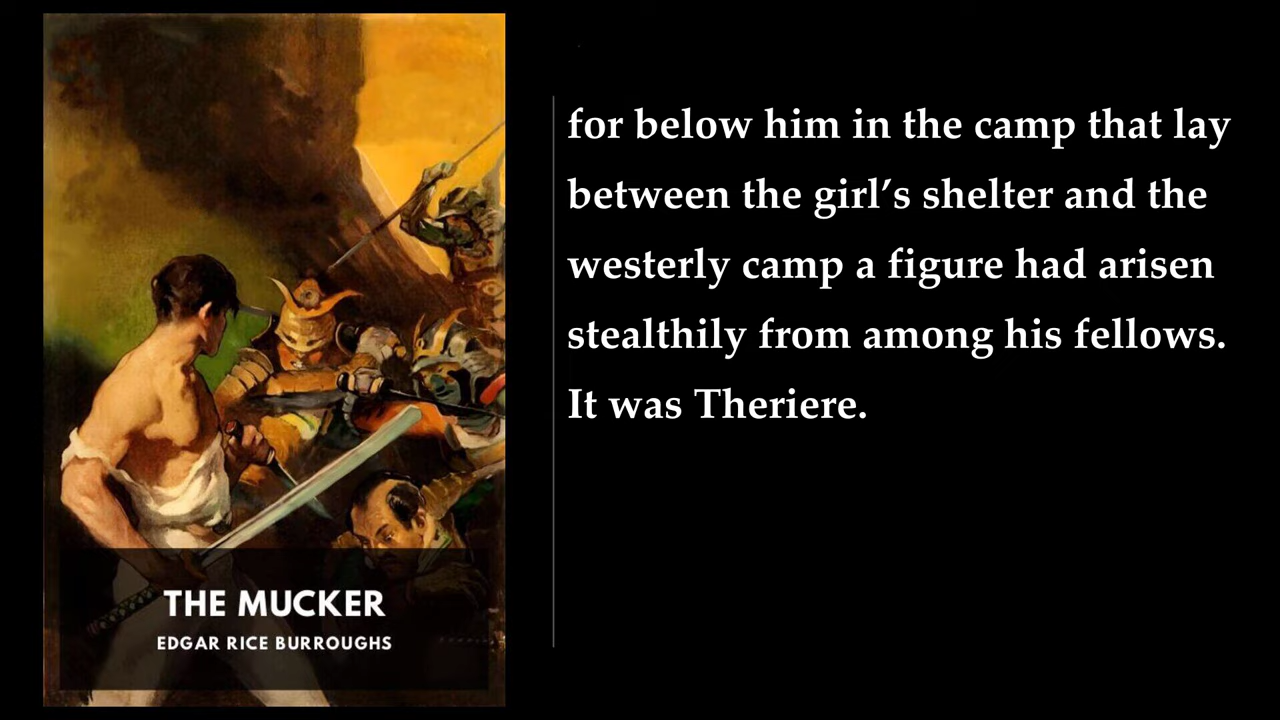 for below him in the camp that lay
between the girl’s shelter and the
westerly camp a figure had arisen
stealthily from among his fellows.
It was Theriere.
THE MUCKER
EDGAR RICE BURROUGHS